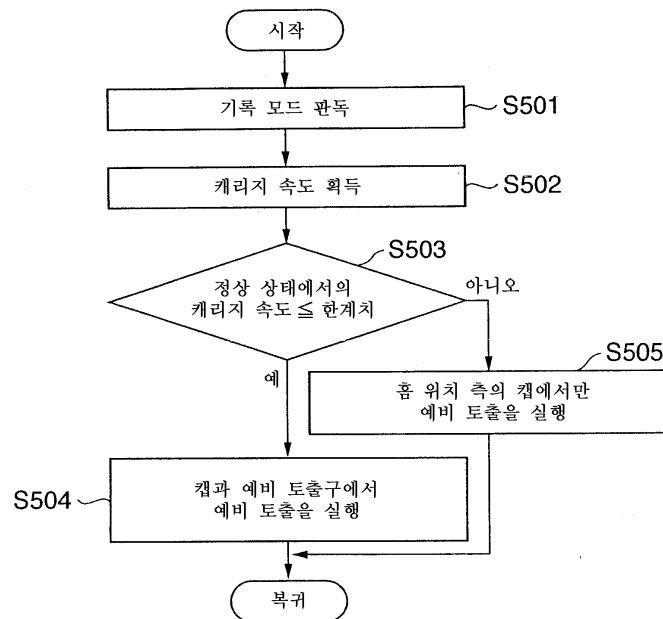 시작
기록 모드 판독
S501
캐리지 속도 획득
S502
S503
정상 상태에서의
캐리지 속도 ≦ 한계치
아니오
예
S505
홈 위치 측의 캡에서만
예비 토출을 실행
S504
캡과 예비 토출구에서
예비 토출을 실행
복귀